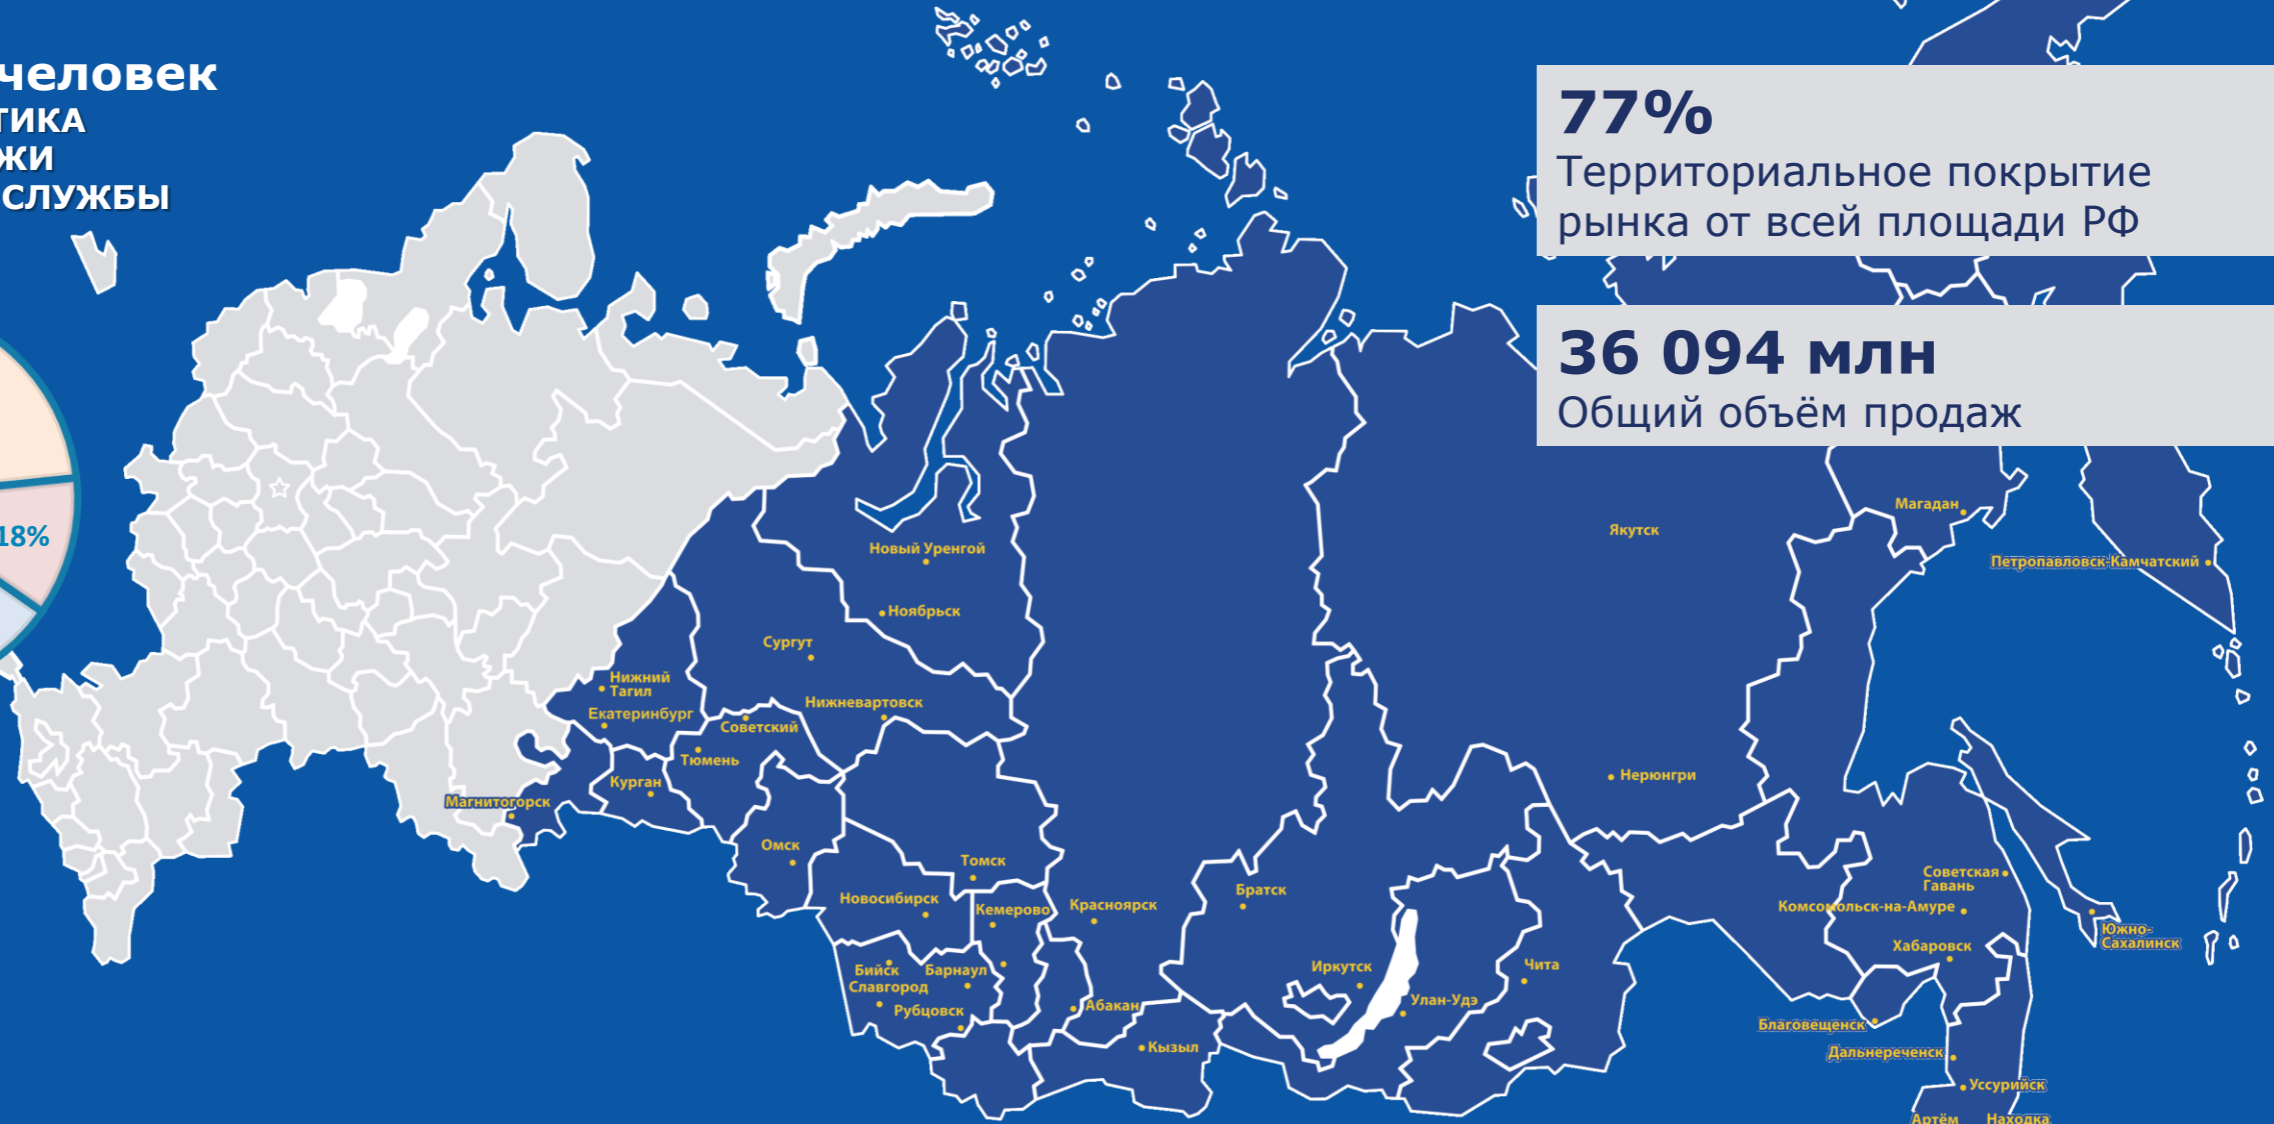 человек
ТИКА
ЖИ
СЛУЖБЫ
18%
77%
Территориальное покрытие
рынка от всей площади РФ
36 094 млн
Общий объём продаж
Магадан
Якутск
Петропавловск-Камчатский
Новый Уренгой
Ноябрьск
Сургут
Нижний
Тагил
Нижневартовск
Екатеринбург
Советский
Тюмень
Нерюнгри
Курган
Магнитогорск
Омск
Томск
Советская
Гавань
Братск
Новосибирск
Кемерово
Красноярск
Комсомольск-на-Амуре
Южно-
Сахалинск
Хабаровск
Иркутск
Чита
Бийск
Барнаул
Славгород
Улан-Удэ
Абакан
Рубцовск
Благовещенск
Кызыл
Дальнереченск
Уссурийск
Артём
Находка